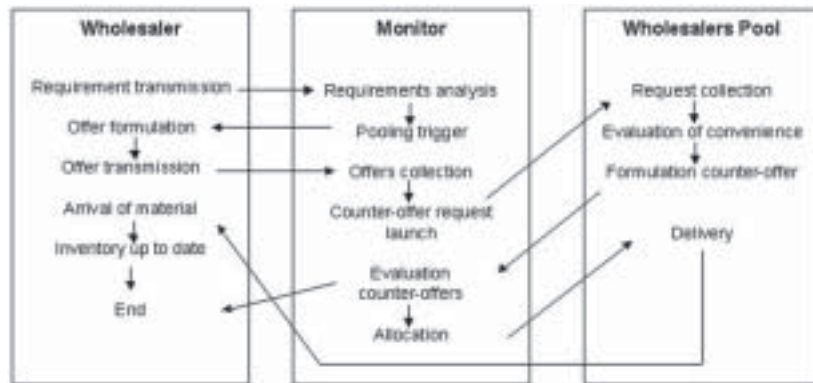 Wholesaler
Requirement transmission
Offer formulation
Offer transmission
Arrival of material
Inventory up to date
End
Monitor
Requirements analysis
Pooling trigger
Offers collection
Counter-offer request
launch
Evaluation
counter-offers
Allocation
Wholesalers Pool
Request collection
Evaluation of convenience
Formulation counter-offer
Delivery